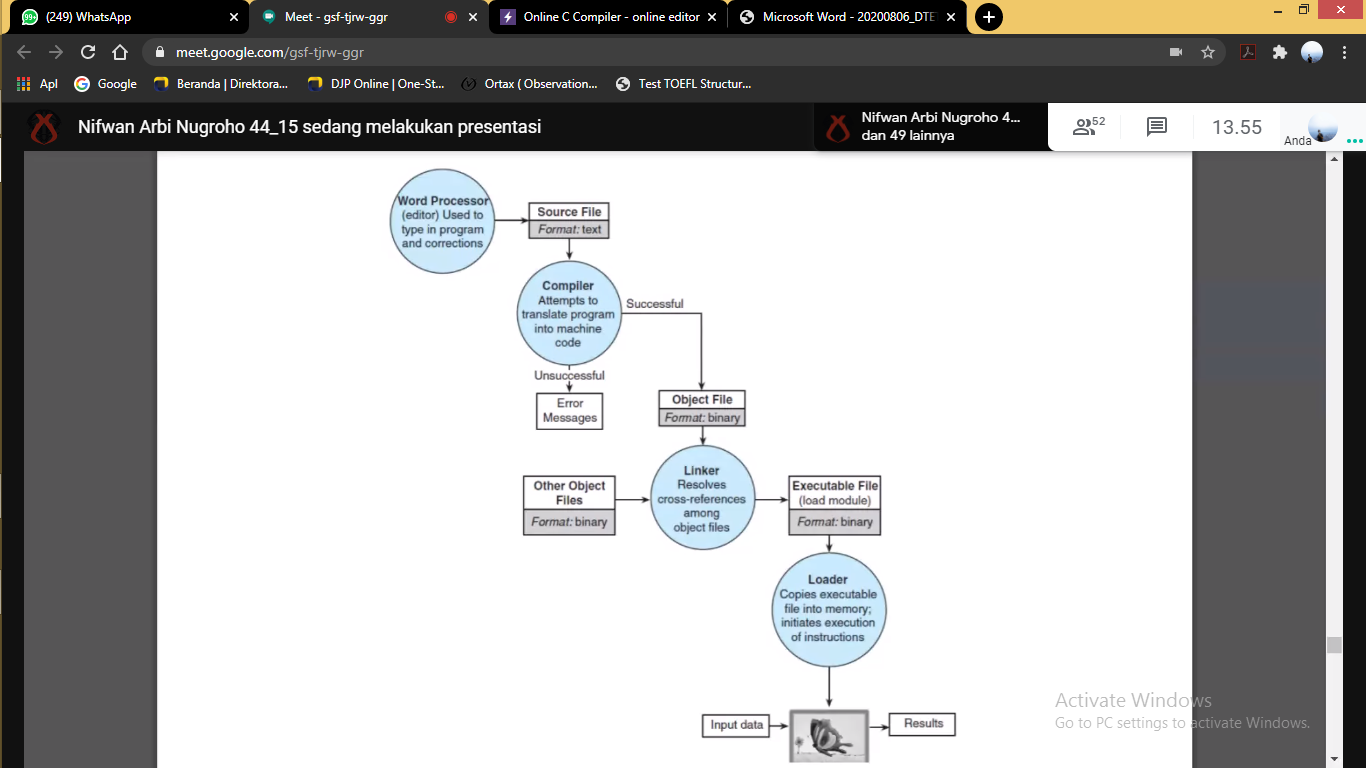 (249) WhatsApp
Meet - gsf-tjrw-ggr
Online C Compiler - online editor
Microsoft Word - 20200806_DTE
meet.google.com/gsf-tjrw-ggr
Apl
Google
Beranda | Direktora...
DJP Online | One-St...
Ortax ( Observation...
Test TOEFL Structur...
Nifwan Arbi Nugroho 44_15 sedang melakukan presentasi
Nifwan Arbi Nugroho 4...
dan 49 lainnya
52
13.55
Anda
Word Processor
(editor) Used to
type in program
and corrections
Source File
Format: text
Compiler
Attempts to
translate program
into machine
code
Successful
Unsuccessful
Error
Messages
Object File
Format: binary
Linker
Resolves
cross-references
among
object files
Other Object
Files
Format: binary
Executable File
(load module)
Format: binary
Loader
Copies executable
file into memory;
initiates execution
of instructions
Input data
Results
Activate Windows
Go to PC settings to activate Windows.